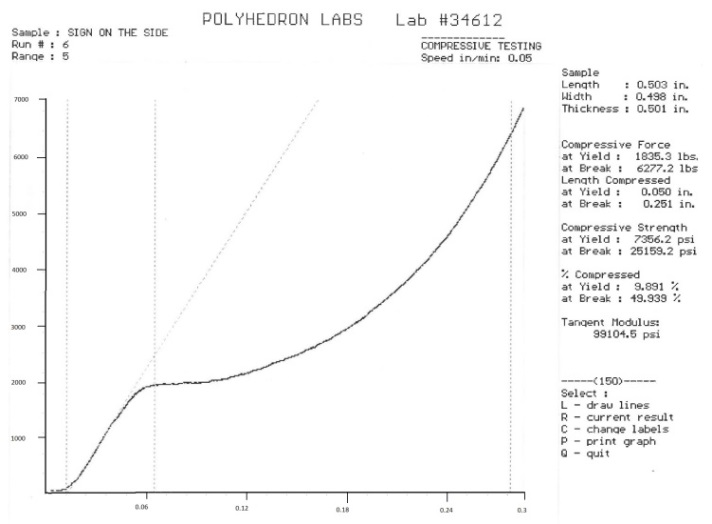 POLYHEDRON LABS Lab #34612
Sample : SIGN ON THE SIDE
Run # : 6
Range : 5
COMPRESSIVE TESTING
Speed in/min: 0.05
7000
6000
5000
4000
3000
2000
1000
0.06
0.12
0.18
0.24
0.3
Sample
Length : 0.503 in.
Width : 0.498 in.
Thickness : 0.501 in.
Compressive Force
at Yield : 1835.3 lbs.
at Break : 6277.2 lbs
Length Compressed
at Yield : 0.050 in.
at Break : 0.251 in.
Compressive Strength
at Yield : 7356.2 psi
at Break : 25159.2 psi
% Compressed
at Yield : 9.891 %
at Break : 49.939 %
Tangent Modulus:
99104.5 psi
-----(150)-----
Select :
L - draw lines
R - current result
C - change labels
P - print graph
Q - quit